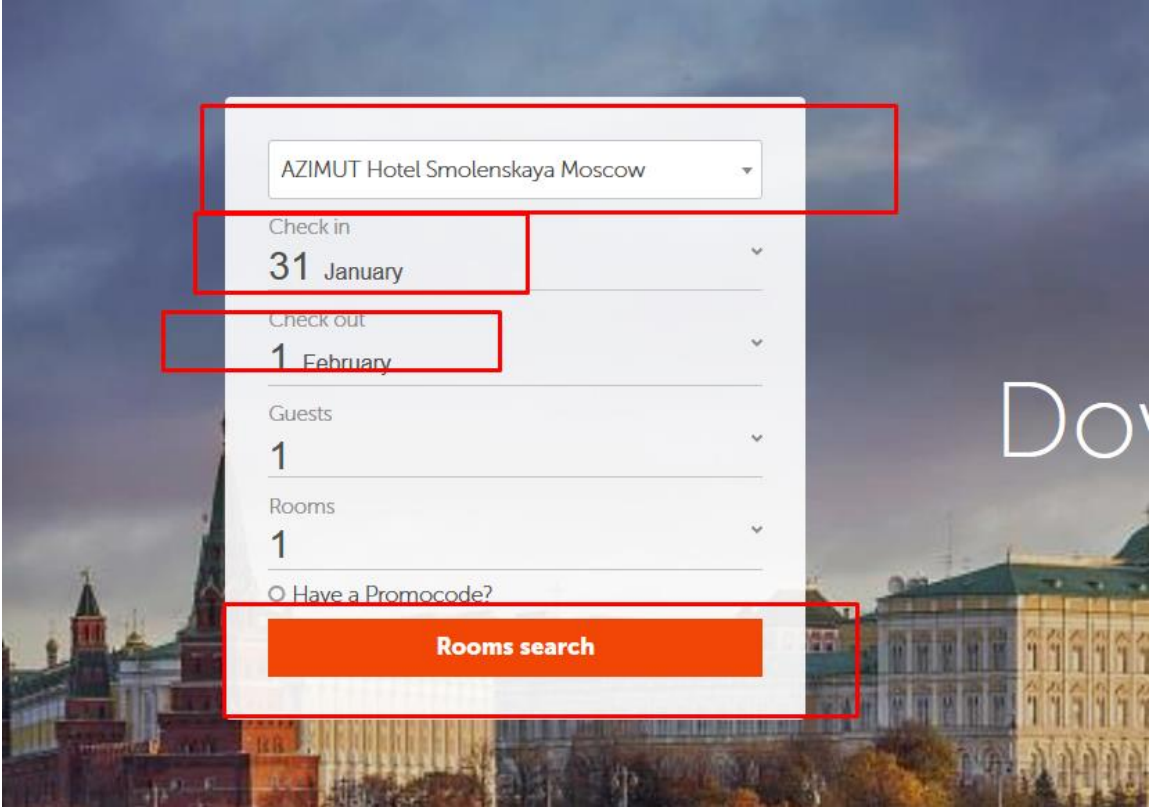 AZIMUT Hotel Smolenskaya Moscow
Check in
31 January
Check out
1 February
Guests
1
Rooms
1
Have a Promocode?
Rooms search